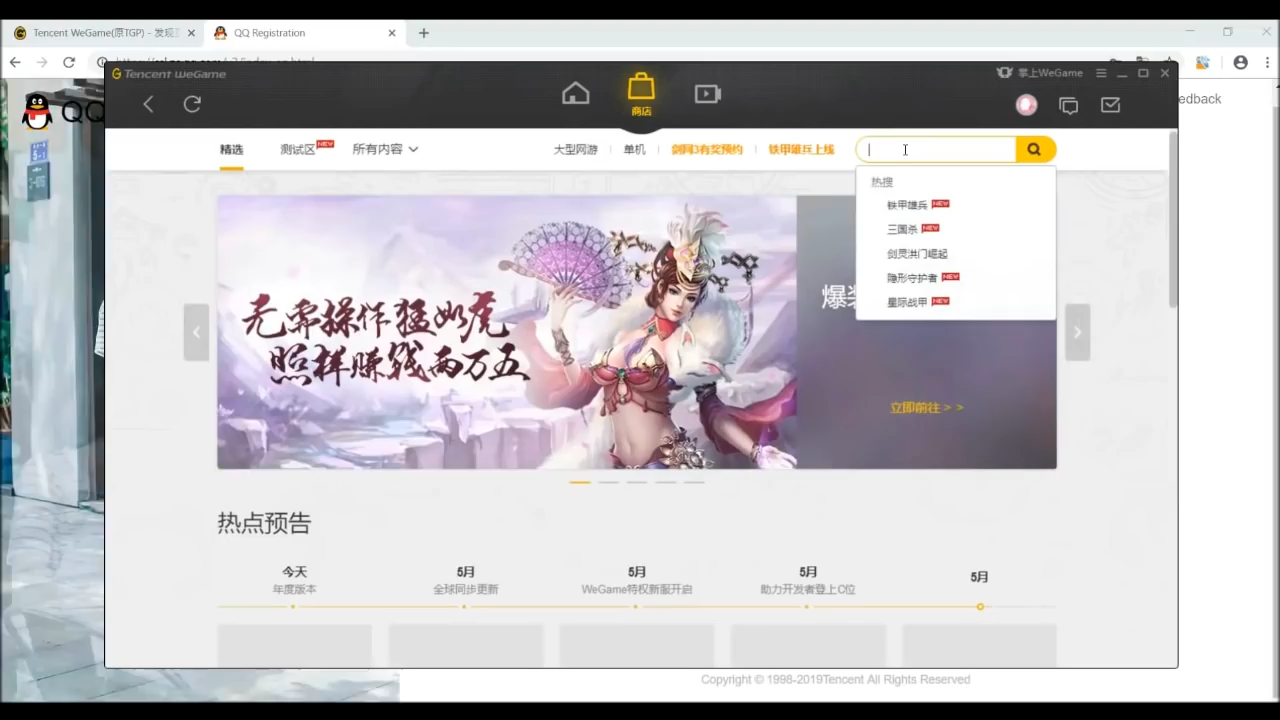 Tencent WeGame(原TGP) - 发现
QQ Registration
QQ
edback
Tencent WeGame
掌上WeGame
商店
精选
测试区 NEW
所有内容
大型网游
单机
剑网3有奖预约
铁甲雄兵上线
热搜
铁甲雄兵 NEW
三国杀 NEW
剑灵洪门崛起
隐形守护者 NEW
星际战甲 NEW
无需操作猛如虎
照样赚钱两万五
立即前往 > >
热点预告
今天
年度版本
5月
全球同步更新
5月
WeGame特权新服开启
5月
助力开发者登上C位
5月
Copyright © 1998-2019Tencent All Rights Reserved